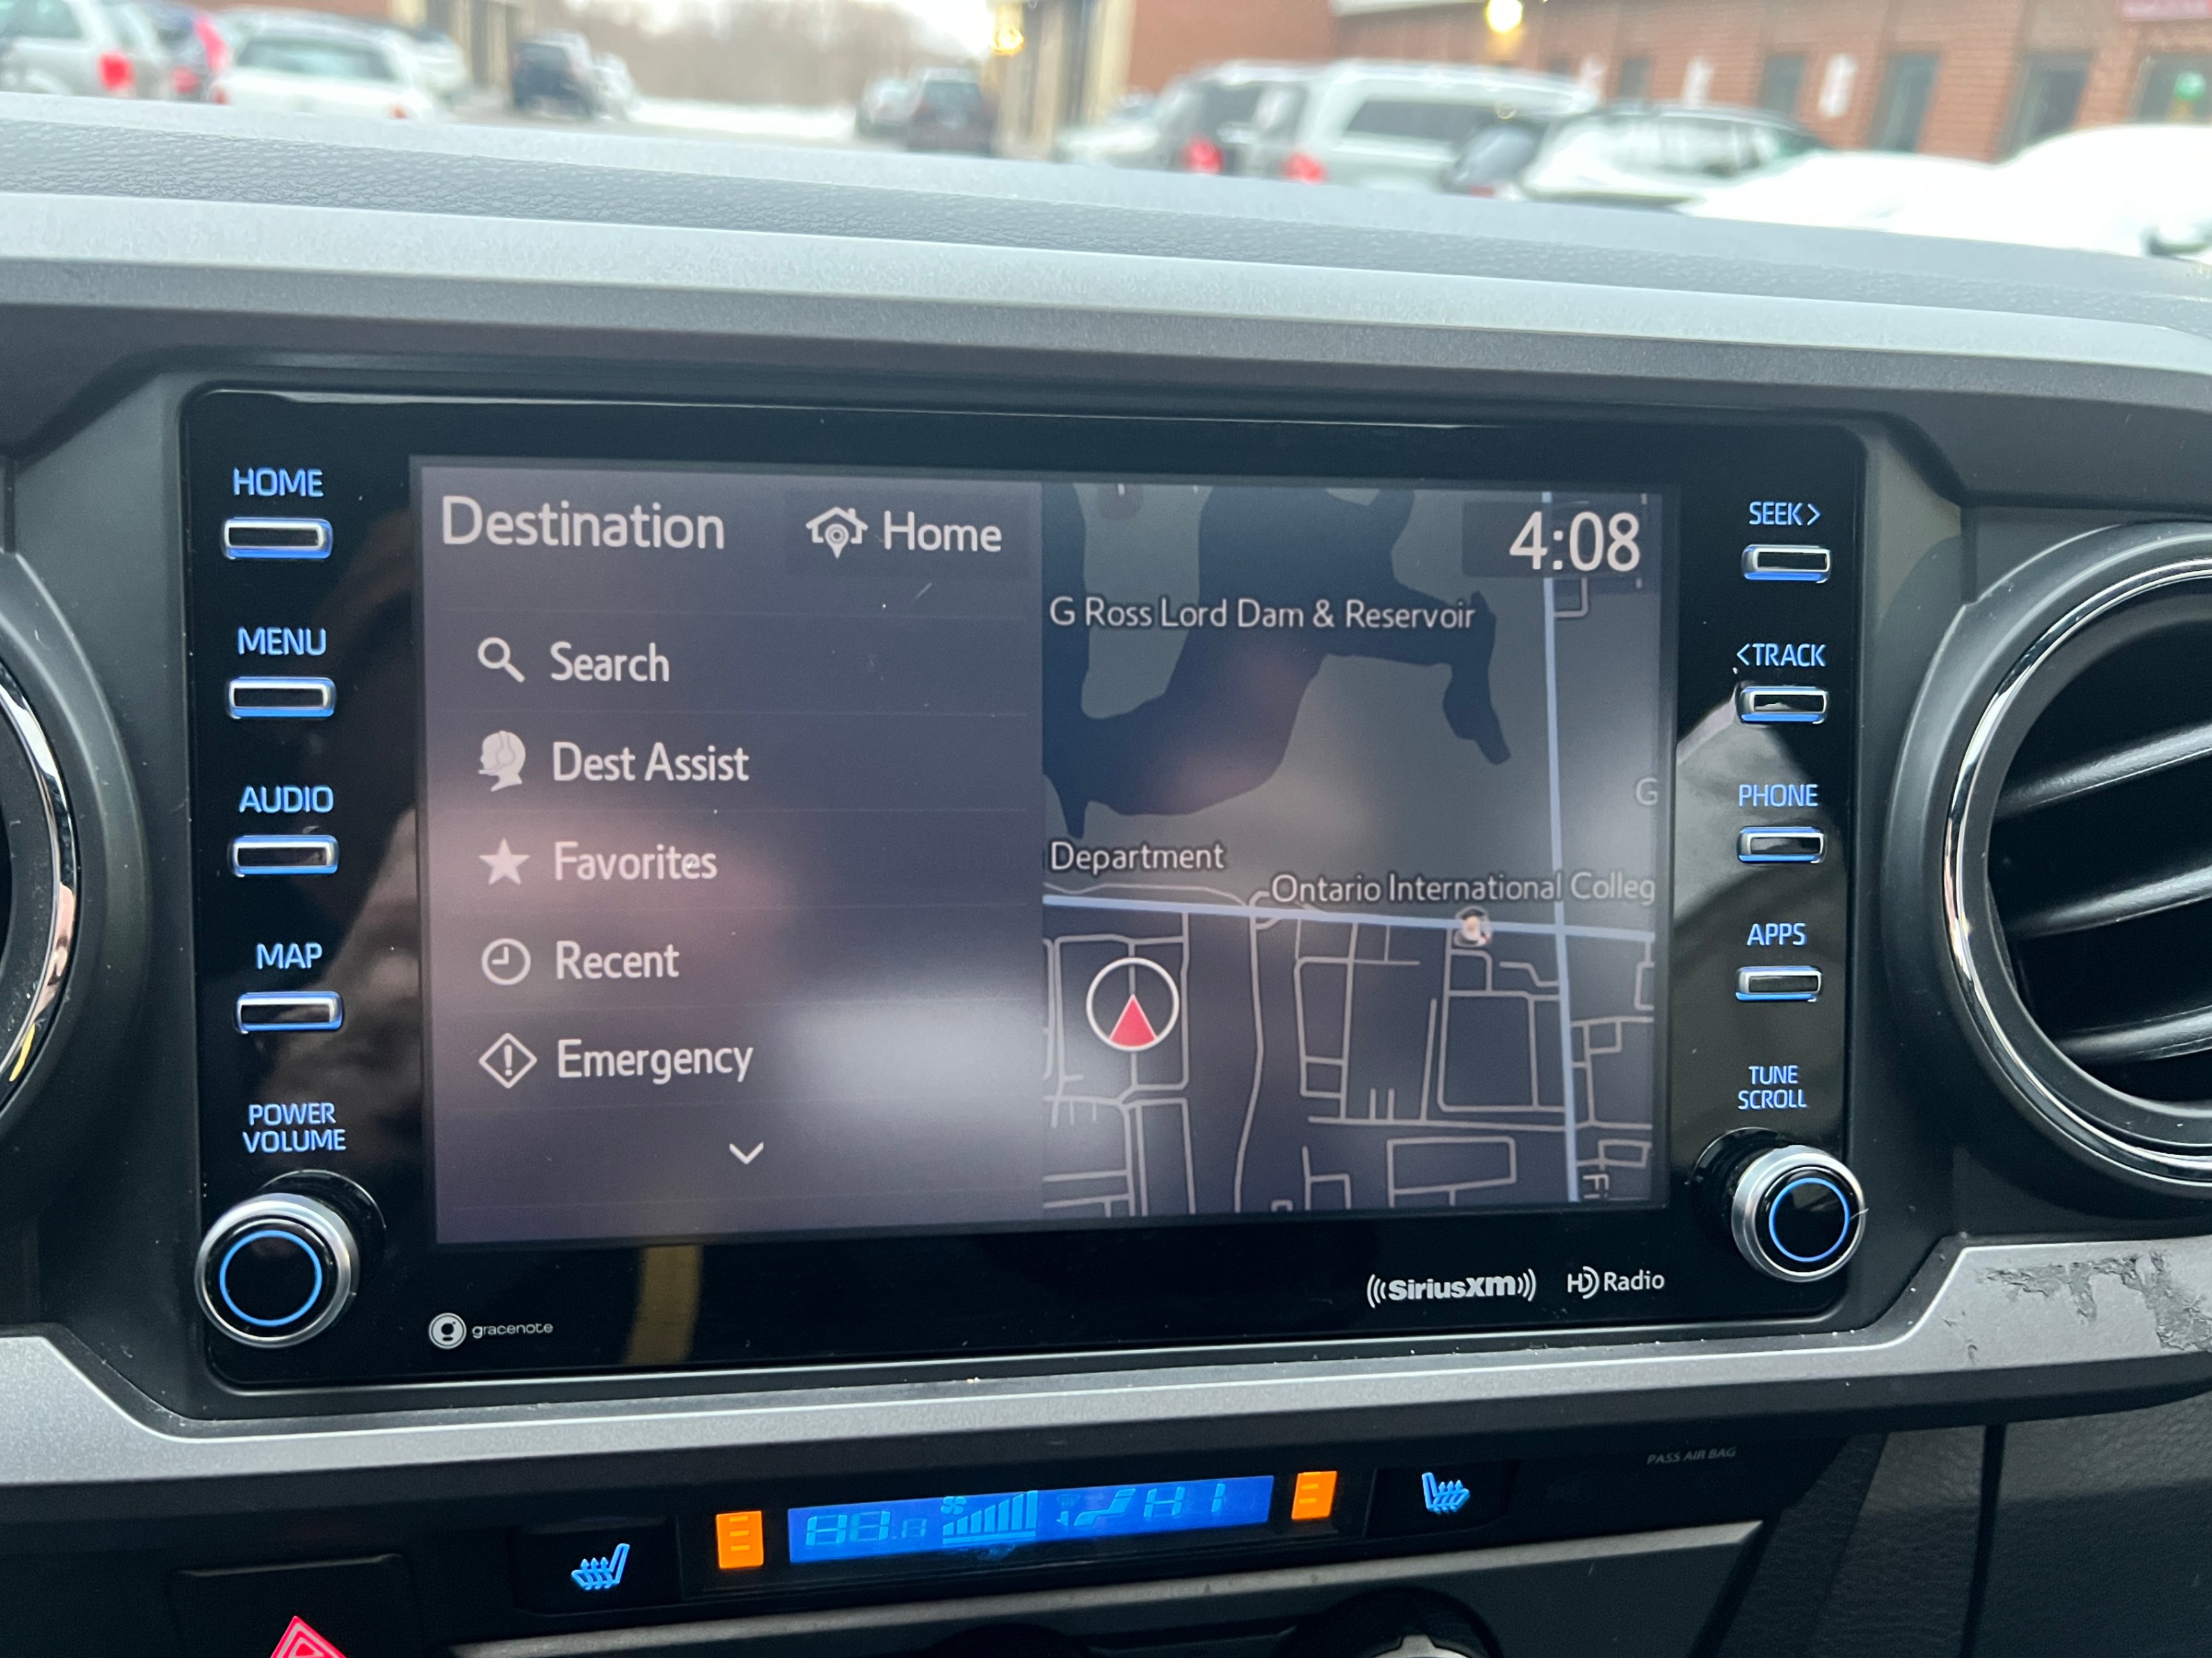 HOME
MENU
AUDIO
MAP
POWER
VOLUME
Destination
Home
Search
Dest Assist
Favorites
Recent
Emergency
4:08
G Ross Lord Dam & Reservoir
G
Department
Ontario International Colleg
SEEK>
<TRACK
PHONE
APPS
TUNE
SCROLL
gracenote
((SiriusXM))
HD Radio
PASS AIR BAG
HI